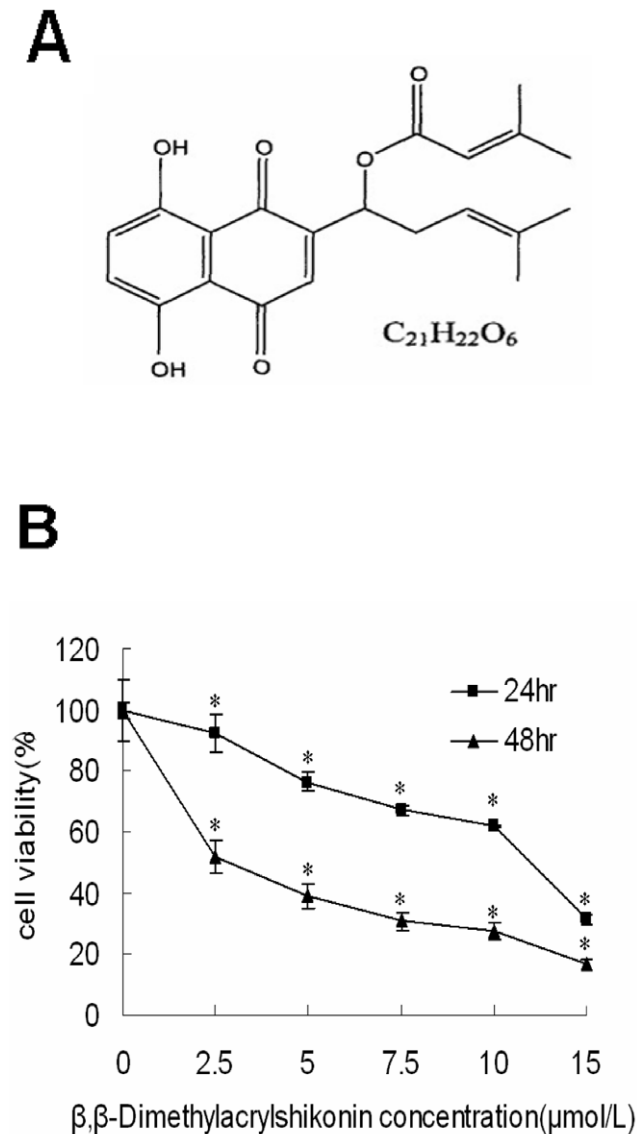 A
O
OH
O
O
OH
O
C₂₁H₂₂O₆
B
120
100
80
60
40
20
0
cell viability(%
24hr
48hr
*
*
*
*
*
*
*
*
*
*
0 2.5 5 7.5 10 15
β,β-Dimethylacrylshikonin concentration(μmol/L)